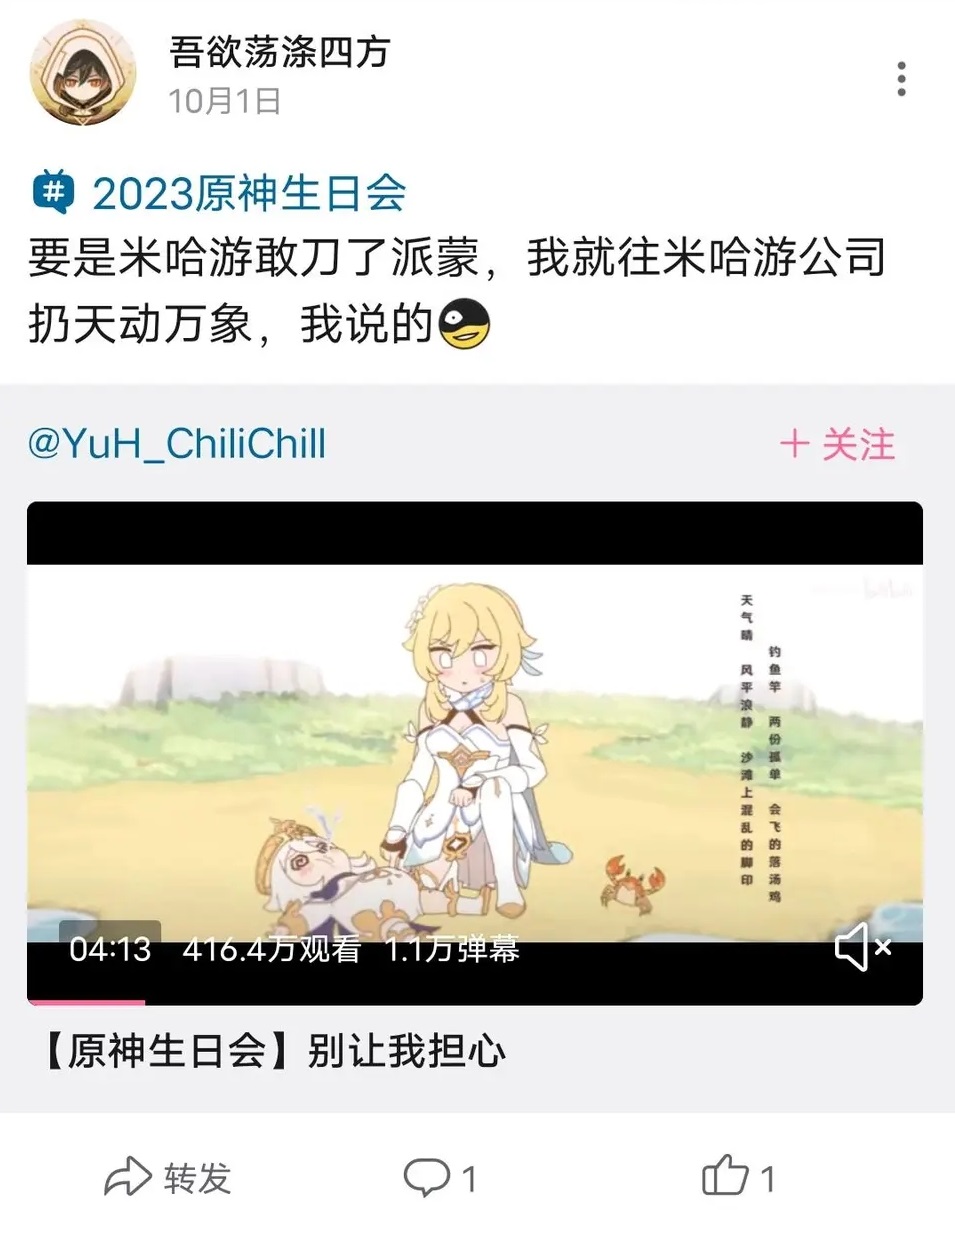 吾欲荡涤四方
10月1日
# 2023原神生日会
要是米哈游敢刀了派蒙，我就往米哈游公司
扔天动万象，我说的
@YuH_ChiliChill
+ 关注
天气晴 风平浪静 沙滩上混乱的脚印
钓鱼竿 两份孤单 会飞的落汤鸡
04:13 416.4万观看 1.1万弹幕
【原神生日会】别让我担心
转发 1 1